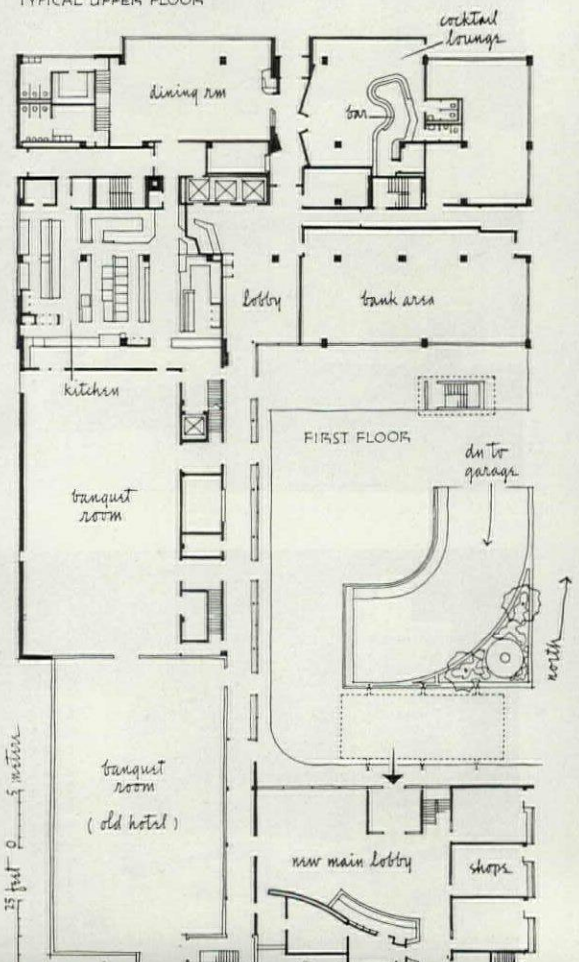 TYPICAL UPPER FLOOR
cocktail
lounge
dining rm
bar
lobby
bank area
kitchen
FIRST FLOOR
dn to
garage
banquet
room
north
banquet
room
(old hotel)
new main lobby
shops
25 feet 0 5 meters